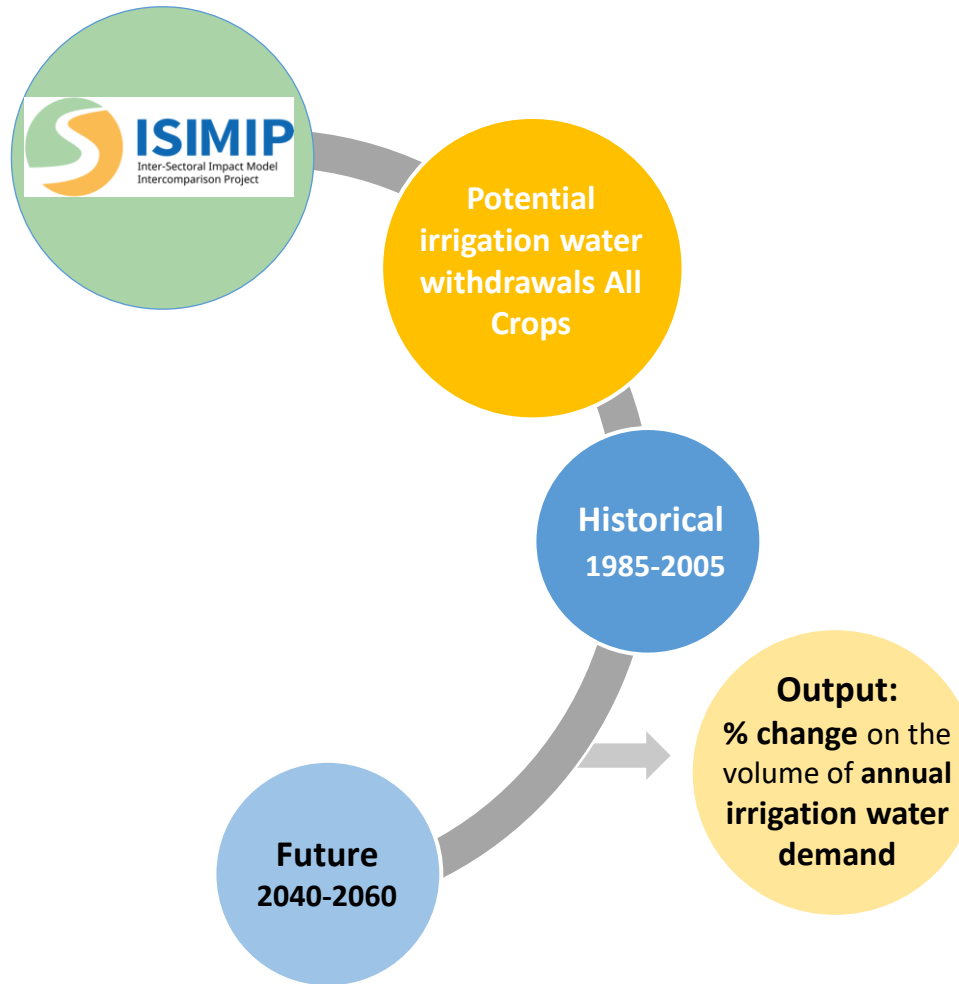 ISIMIP
Inter-Sectoral Impact Model
Intercomparison Project
Potential
irrigation water
withdrawals All
Crops
Historical
1985-2005
Output:
% change on the
volume of annual
irrigation water
demand
Future
2040-2060